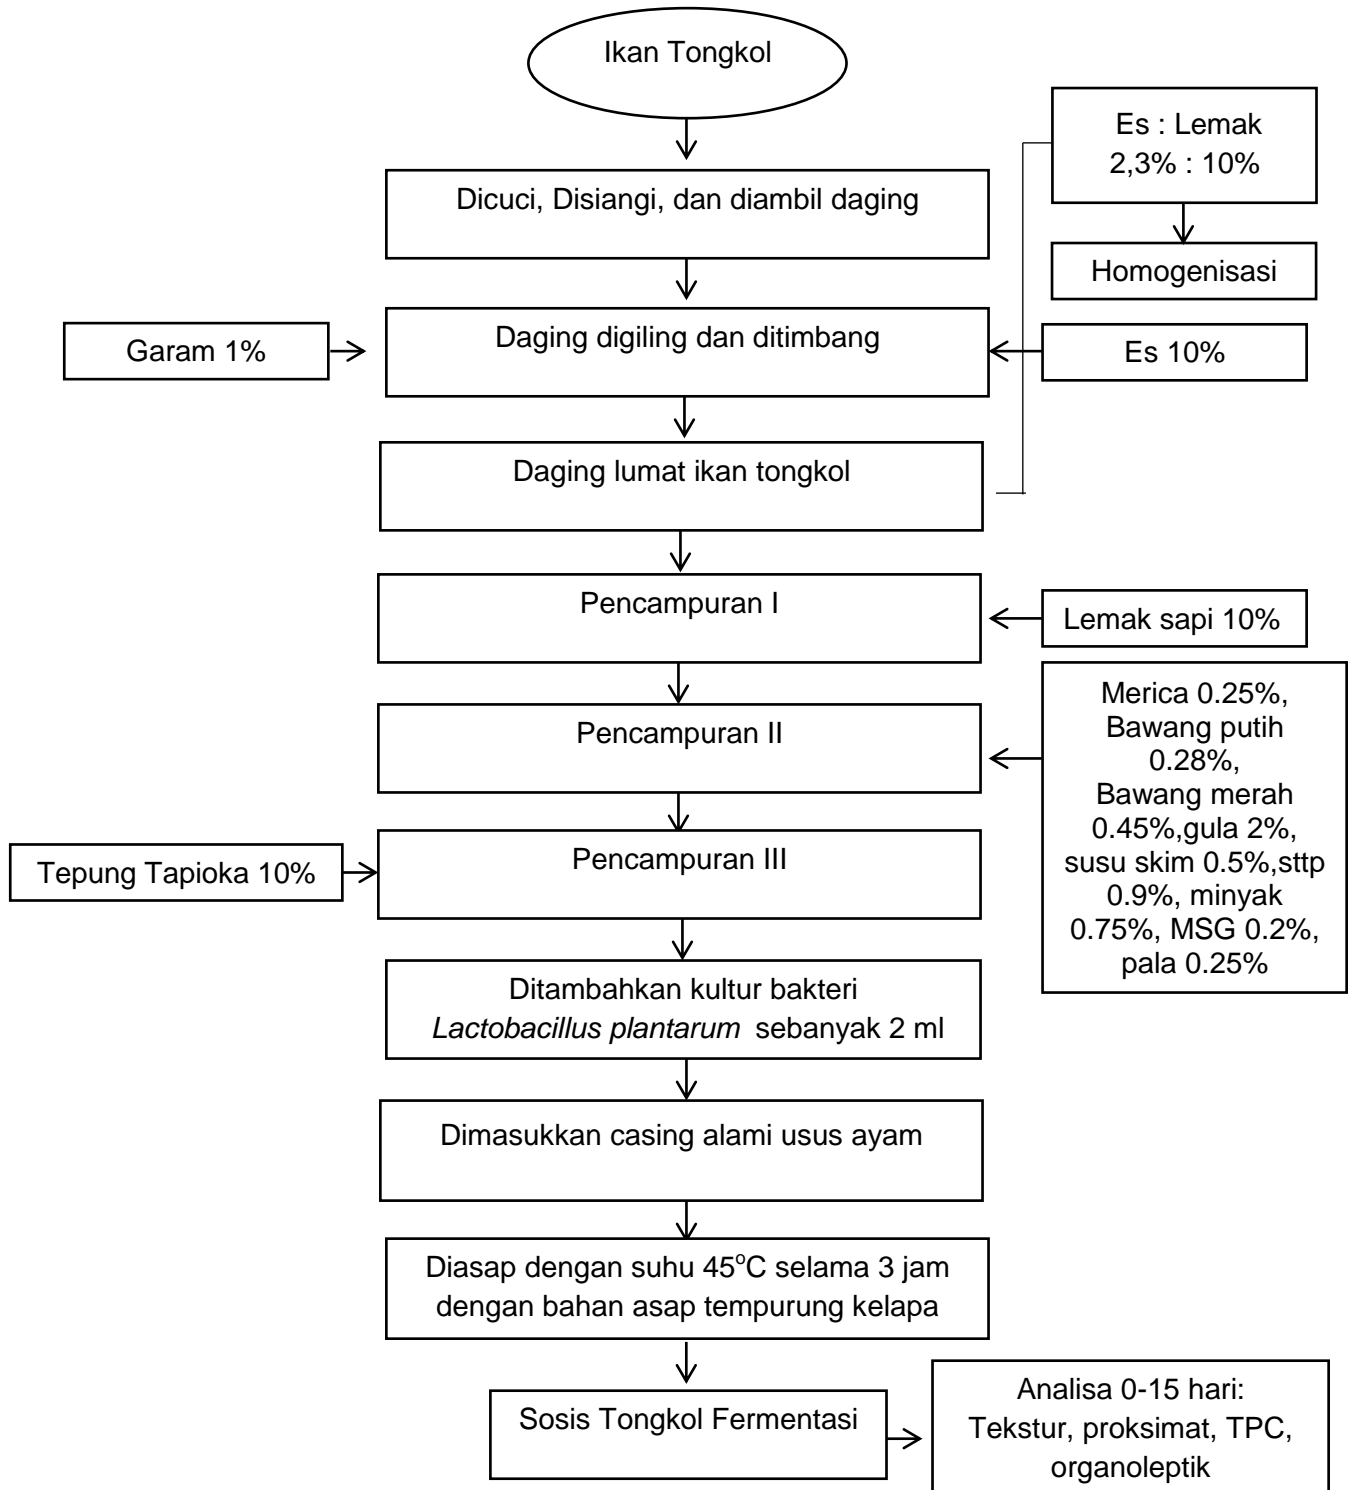 Ikan Tongkol
Es : Lemak
2,3% : 10%
Dicuci, Disiangi, dan diambil daging
Homogenisasi
Garam 1%
Daging digiling dan ditimbang
Es 10%
Daging lumat ikan tongkol
Pencampuran I
Lemak sapi 10%
Pencampuran II
Merica 0.25%,
Bawang putih
0.28%,
Bawang merah
0.45%,gula 2%,
susu skim 0.5%,sttp
0.9%, minyak
0.75%, MSG 0.2%,
pala 0.25%
Tepung Tapioka 10%
Pencampuran III
Ditambahkan kultur bakteri
Lactobacillus plantarum sebanyak 2 ml
Dimasukkan casing alami usus ayam
Diasap dengan suhu 45°C selama 3 jam
dengan bahan asap tempurung kelapa
Sosis Tongkol Fermentasi
Analisa 0-15 hari:
Tekstur, proksimat, TPC,
organoleptik